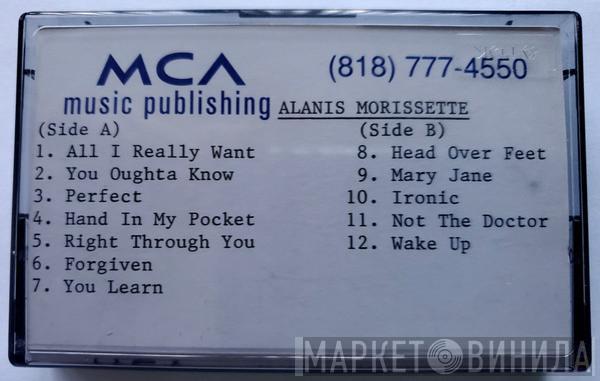 MCA
music publishing
(818) 777-4550
ALANIS MORISSETTE
(Side A)
1. All I Really Want
2. You Oughta Know
3. Perfect
4. Hand In My Pocket
5. Right Through You
6. Forgiven
7. You Learn
(Side B)
8. Head Over Feet
9. Mary Jane
10. Ironic
11. Not The Doctor
12. Wake Up
МАРКЕТ ВИНИЛА